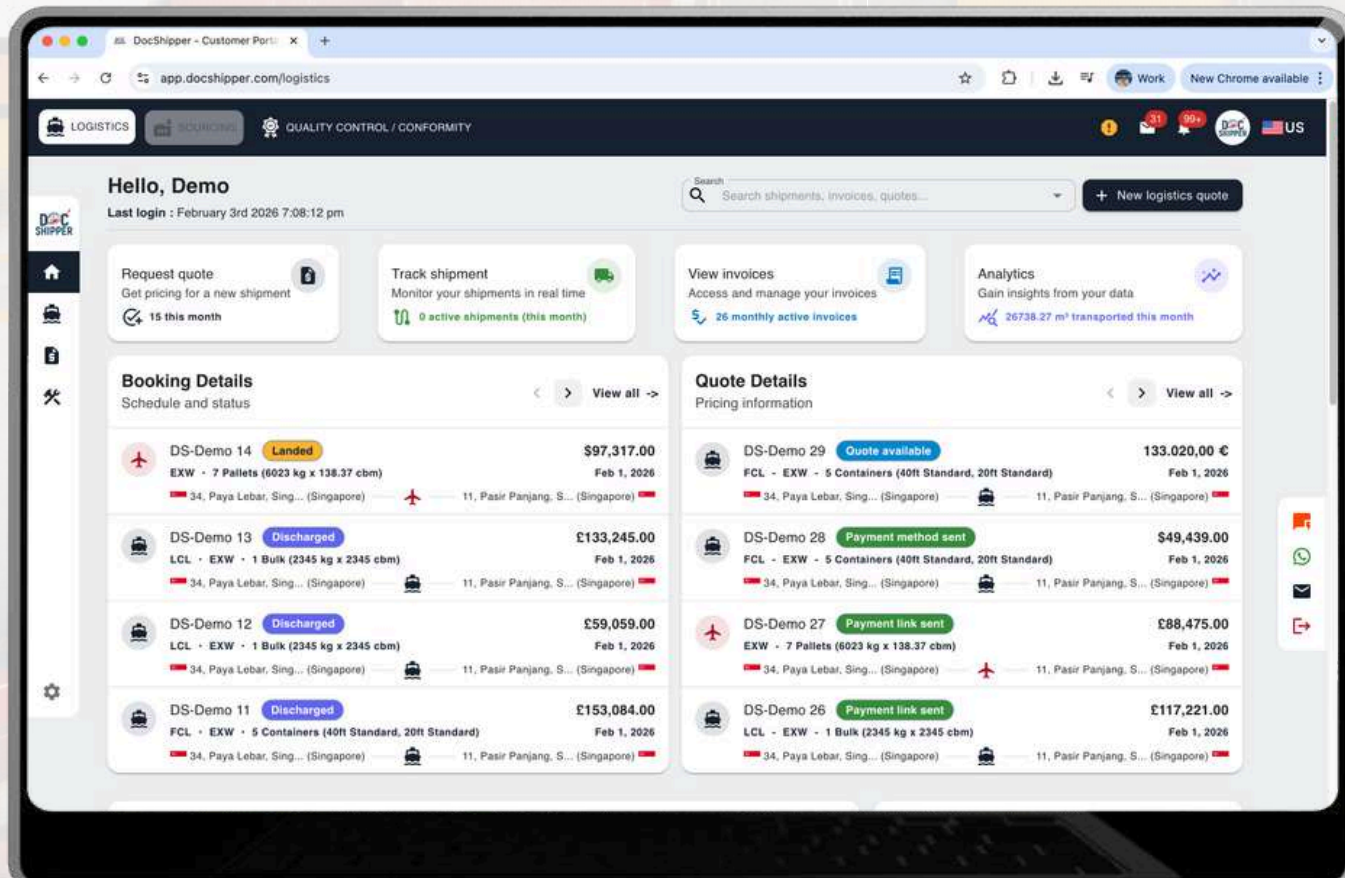 DocShipper - Customer Port
app.docshipper.com/logistics
Work
New Chrome available
LOGISTICS
SOURCING
QUALITY CONTROL / CONFORMITY
31
99+
DOC SHIPPER
US
DOC
SHIPPER
Hello, Demo
Last login : February 3rd 2026 7:08:12 pm
Search
Search shipments, invoices, quotes...
+ New logistics quote
Request quote
Get pricing for a new shipment
15 this month
Track shipment
Monitor your shipments in real time
0 active shipments (this month)
View invoices
Access and manage your invoices
26 monthly active invoices
Analytics
Gain insights from your data
26738.27 m³ transported this month
Booking Details
Schedule and status
View all ->
DS-Demo 14 Landed $97,317.00
EXW · 7 Pallets (6023 kg x 138.37 cbm) Feb 1, 2026
34, Paya Lebar, Sing... (Singapore) 11, Pasir Panjang, S... (Singapore)
DS-Demo 13 Discharged £133,245.00
LCL · EXW · 1 Bulk (2345 kg x 2345 cbm) Feb 1, 2026
34, Paya Lebar, Sing... (Singapore) 11, Pasir Panjang, S... (Singapore)
DS-Demo 12 Discharged £59,059.00
LCL · EXW · 1 Bulk (2345 kg x 2345 cbm) Feb 1, 2026
34, Paya Lebar, Sing... (Singapore) 11, Pasir Panjang, S... (Singapore)
DS-Demo 11 Discharged £153,084.00
FCL · EXW · 5 Containers (40ft Standard, 20ft Standard) Feb 1, 2026
34, Paya Lebar, Sing... (Singapore) 11, Pasir Panjang, S... (Singapore)
Quote Details
Pricing information
View all ->
DS-Demo 29 Quote available 133.020,00 €
FCL - EXW - 5 Containers (40ft Standard, 20ft Standard) Feb 1, 2026
34, Paya Lebar, Sing... (Singapore) 11, Pasir Panjang, S... (Singapore)
DS-Demo 28 Payment method sent $49,439.00
FCL - EXW - 5 Containers (40ft Standard, 20ft Standard) Feb 1, 2026
34, Paya Lebar, Sing... (Singapore) 11, Pasir Panjang, S... (Singapore)
DS-Demo 27 Payment link sent £88,475.00
EXW - 7 Pallets (6023 kg x 138.37 cbm) Feb 1, 2026
34, Paya Lebar, Sing... (Singapore) 11, Pasir Panjang, S... (Singapore)
DS-Demo 26 Payment link sent £117,221.00
LCL - EXW - 1 Bulk (2345 kg x 2345 cbm) Feb 1, 2026
34, Paya Lebar, Sing... (Singapore) 11, Pasir Panjang, S... (Singapore)